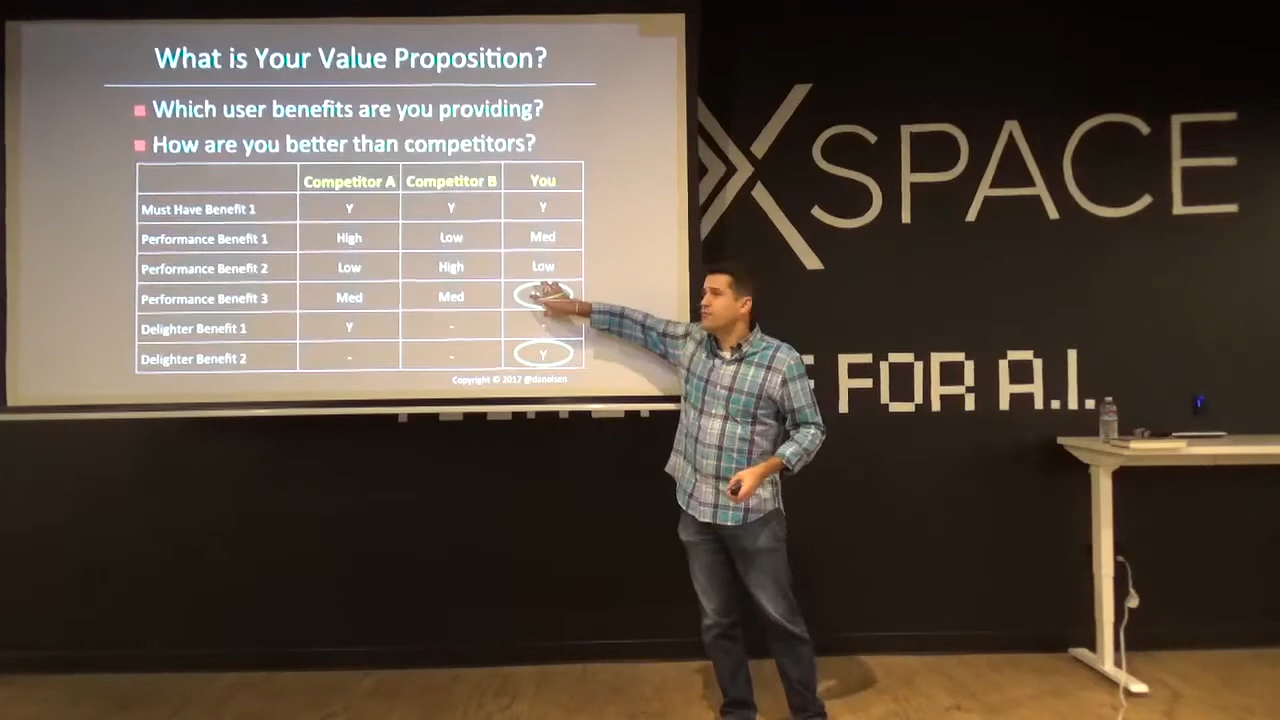 What is Your Value Proposition?
Which user benefits are you providing?
How are you better than competitors?
Competitor A Competitor B You
Must Have Benefit 1 Y Y Y
Performance Benefit 1 High Low Med
Performance Benefit 2 Low High Low
Performance Benefit 3 Med Med
Delighter Benefit 1 Y - -
Delighter Benefit 2 - - Y
Copyright © 2017 @danolsen
XSPACE
FOR A.I.